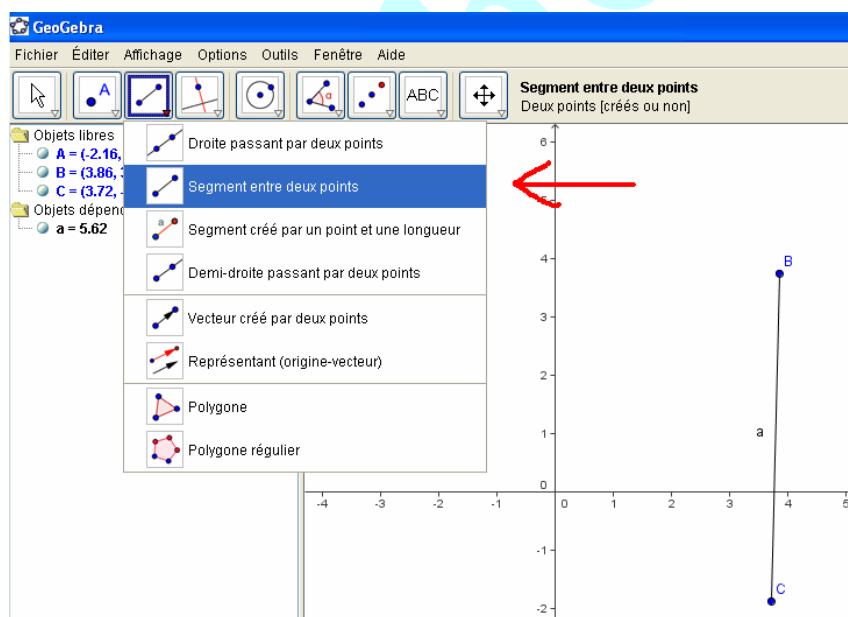 GeoGebra
Fichier Éditer Affichage Options Outils Fenêtre Aide
A
α
ABC
Segment entre deux points
Deux points [créés ou non]
Objets libres
A = (-2.16,
B = (3.86,
C = (3.72,
Objets dépen
a = 5.62
Droite passant par deux points
Segment entre deux points
a
Segment créé par un point et une longueur
Demi-droite passant par deux points
Vecteur créé par deux points
Représentant (origine-vecteur)
Polygone
Polygone régulier
6
5
4
B
3
2
1
a
0
-4 -3 -2 -1 0 1 2 3 4 5
-1
C
-2